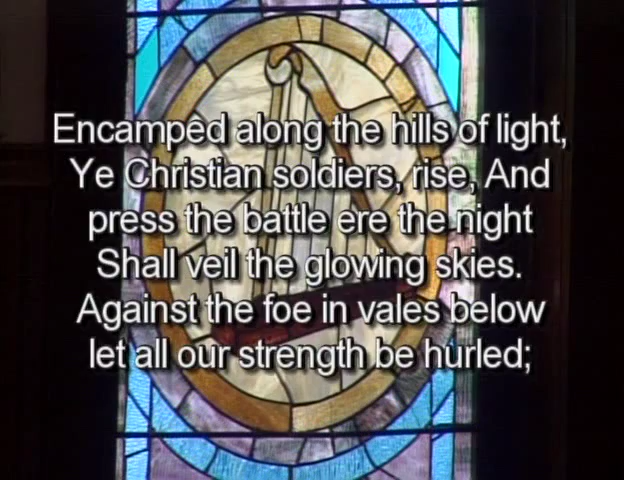 Encamped along the hills of light,
Ye Christian soldiers, rise, And
press the battle ere the night
Shall veil the glowing skies.
Against the foe in vales below
let all our strength be hurled;